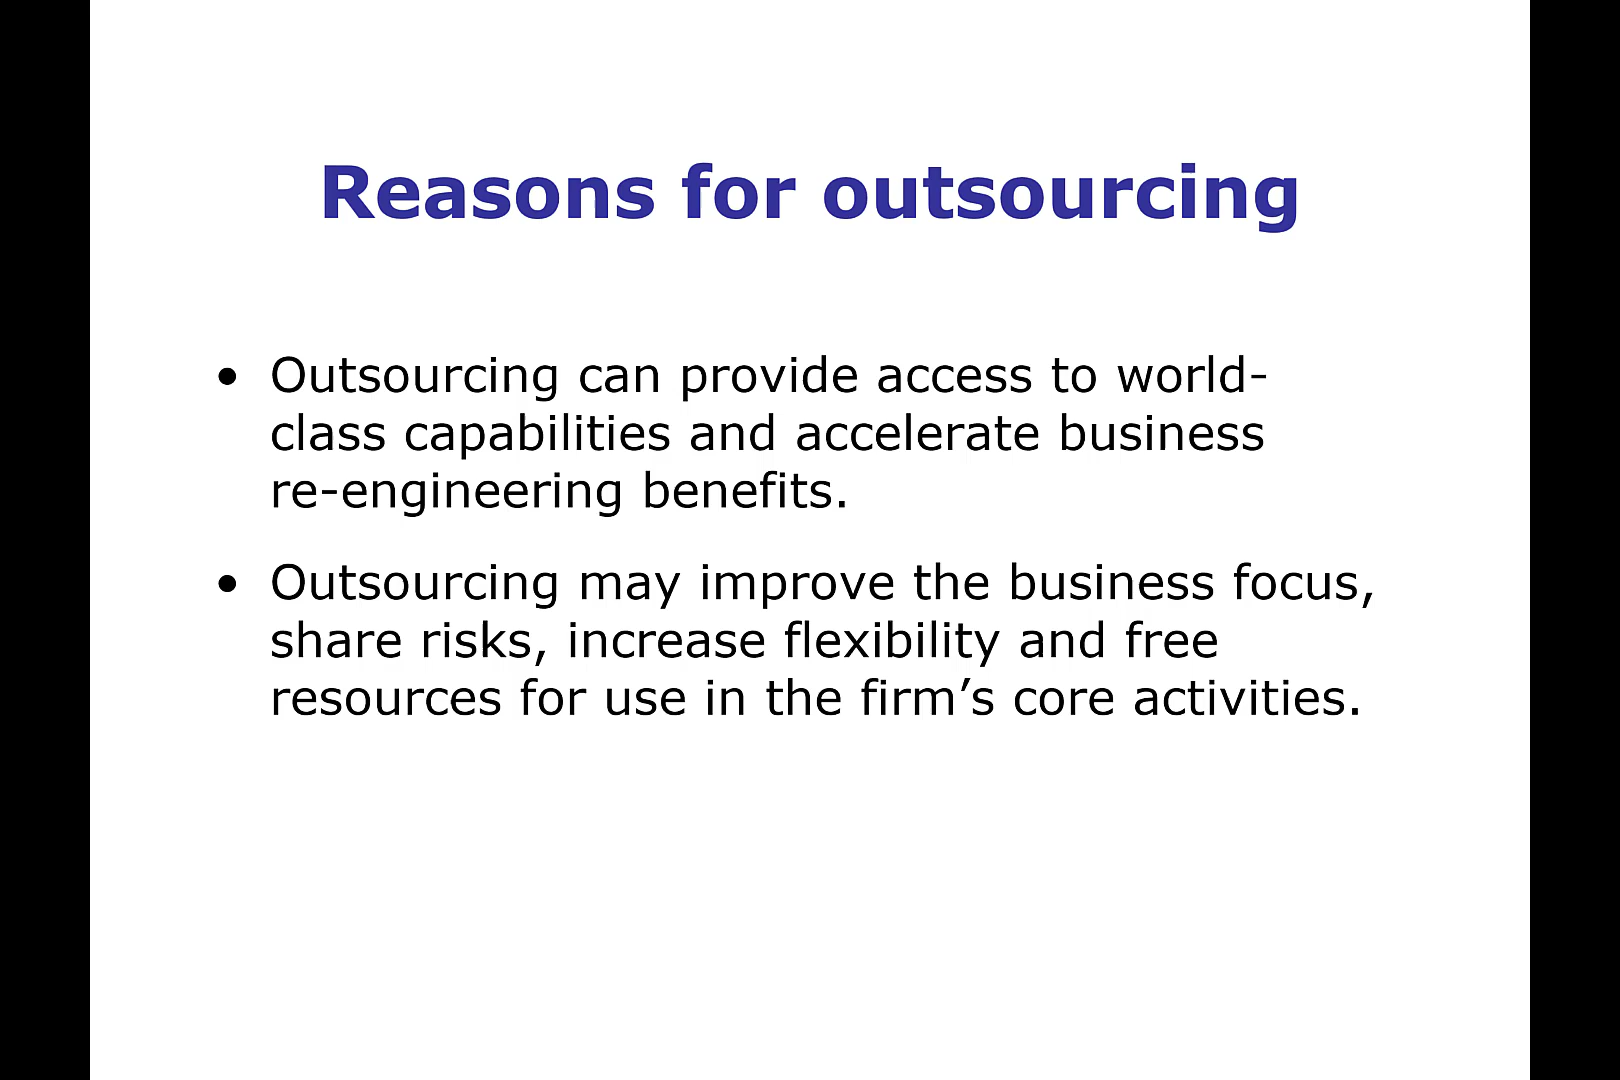 Reasons for outsourcing
• Outsourcing can provide access to world-
class capabilities and accelerate business
re-engineering benefits.
• Outsourcing may improve the business focus,
share risks, increase flexibility and free
resources for use in the firm’s core activities.